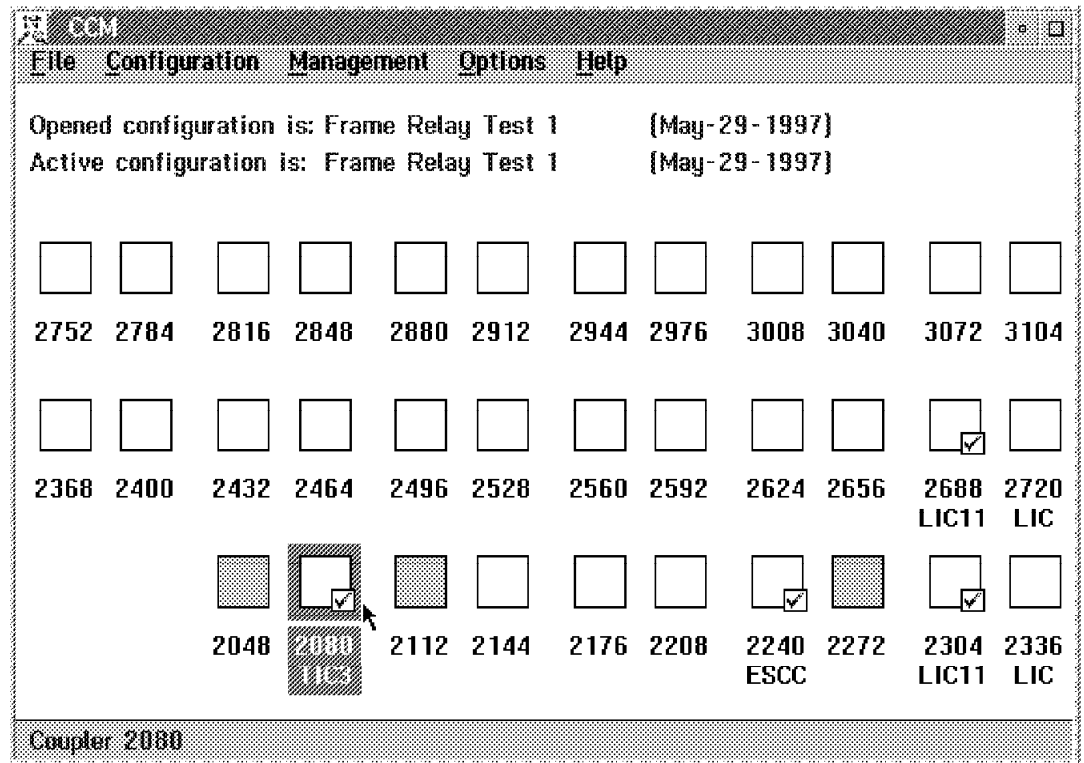 CCM
File Configuration Management Options Help
Opened configuration is: Frame Relay Test 1 (May-29-1997)
Active configuration is: Frame Relay Test 1 (May-29-1997)
2752 2784 2816 2848 2880 2912 2944 2976 3008 3040 3072 3104
2368 2400 2432 2464 2496 2528 2560 2592 2624 2656 2688 2720
LIC11 LIC
2048 2080 2112 2144 2176 2208 2240 2272 2304 2336
ESCC LIC11 LIC
Coupler 2080